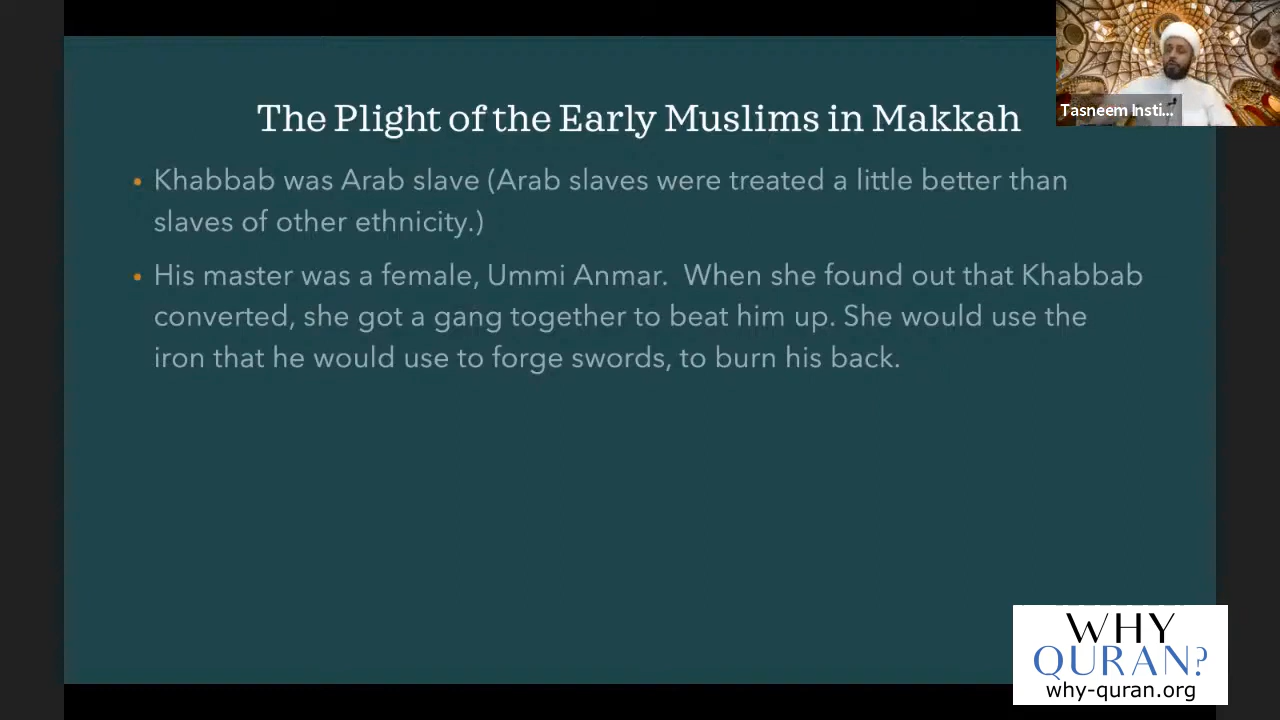 The Plight of the Early Muslims in Makkah
• Khabbab was Arab slave (Arab slaves were treated a little better than
slaves of other ethnicity.)
• His master was a female, Ummi Anmar.  When she found out that Khabbab
converted, she got a gang together to beat him up. She would use the
iron that he would use to forge swords, to burn his back.
Tasneem Insti...
WHY
QURAN?
why-quran.org